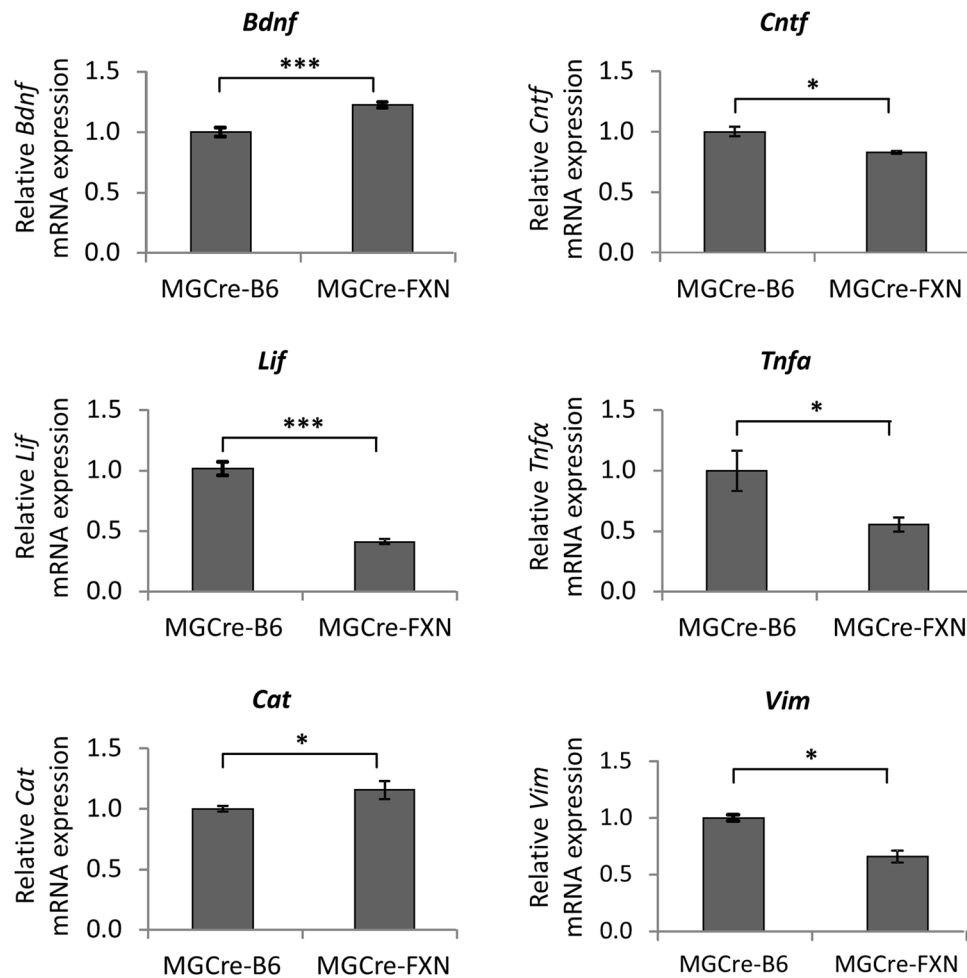 Bdnf
Relative Bdnf
mRNA expression
1.5
1.0
0.5
0.0
***
MGCre-B6
MGCre-FXN
Cntf
Relative Cntf
mRNA expression
1.5
1.0
0.5
0.0
*
MGCre-B6
MGCre-FXN
Lif
Relative Lif
mRNA expression
1.5
1.0
0.5
0.0
***
MGCre-B6
MGCre-FXN
Tnfa
Relative Tnfα
mRNA expression
1.5
1.0
0.5
0.0
*
MGCre-B6
MGCre-FXN
Cat
Relative Cat
mRNA expression
1.5
1.0
0.5
0.0
*
MGCre-B6
MGCre-FXN
Vim
Relative Vim
mRNA expression
1.5
1.0
0.5
0.0
*
MGCre-B6
MGCre-FXN